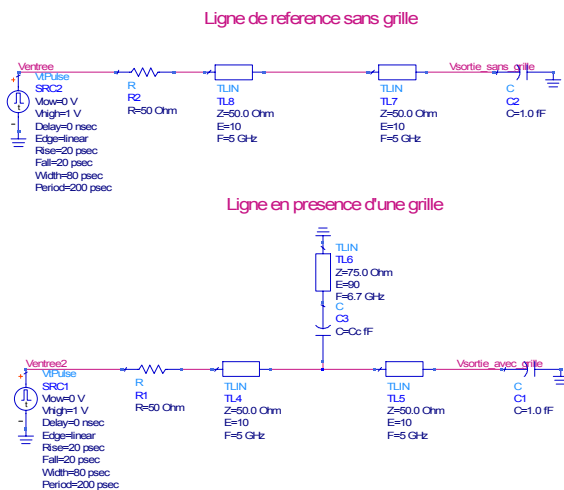 Ligne de reference sans grille
Ventree
Vsortie_sans_grille
VtPulse
SRC2
Vlow=0 V
Vhigh=1 V
Delay=0 nsec
Edge=linear
Rise=20 psec
Fall=20 psec
Width=80 psec
Period=200 psec
R
R2
R=50 Ohm
TLIN
TL8
Z=50.0 Ohm
E=10
F=5 GHz
TLIN
TL7
Z=50.0 Ohm
E=10
F=5 GHz
C
C2
C=1.0 fF
Ligne en presence d'une grille
TLIN
TL6
Z=75.0 Ohm
E=90
F=6.7 GHz
C
C3
C=Cc fF
Ventree2
Vsortie_avec_grille
VtPulse
SRC1
Vlow=0 V
Vhigh=1 V
Delay=0 nsec
Edge=linear
Rise=20 psec
Fall=20 psec
Width=80 psec
Period=200 psec
R
R1
R=50 Ohm
TLIN
TL4
Z=50.0 Ohm
E=10
F=5 GHz
TLIN
TL5
Z=50.0 Ohm
E=10
F=5 GHz
C
C1
C=1.0 fF